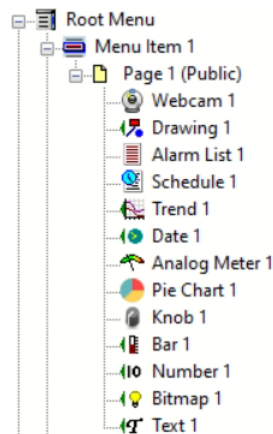 Root Menu
Menu Item 1
Page 1 (Public)
Webcam 1
Drawing 1
Alarm List 1
Schedule 1
Trend 1
Date 1
Analog Meter 1
Pie Chart 1
Knob 1
Bar 1
Number 1
Bitmap 1
Text 1